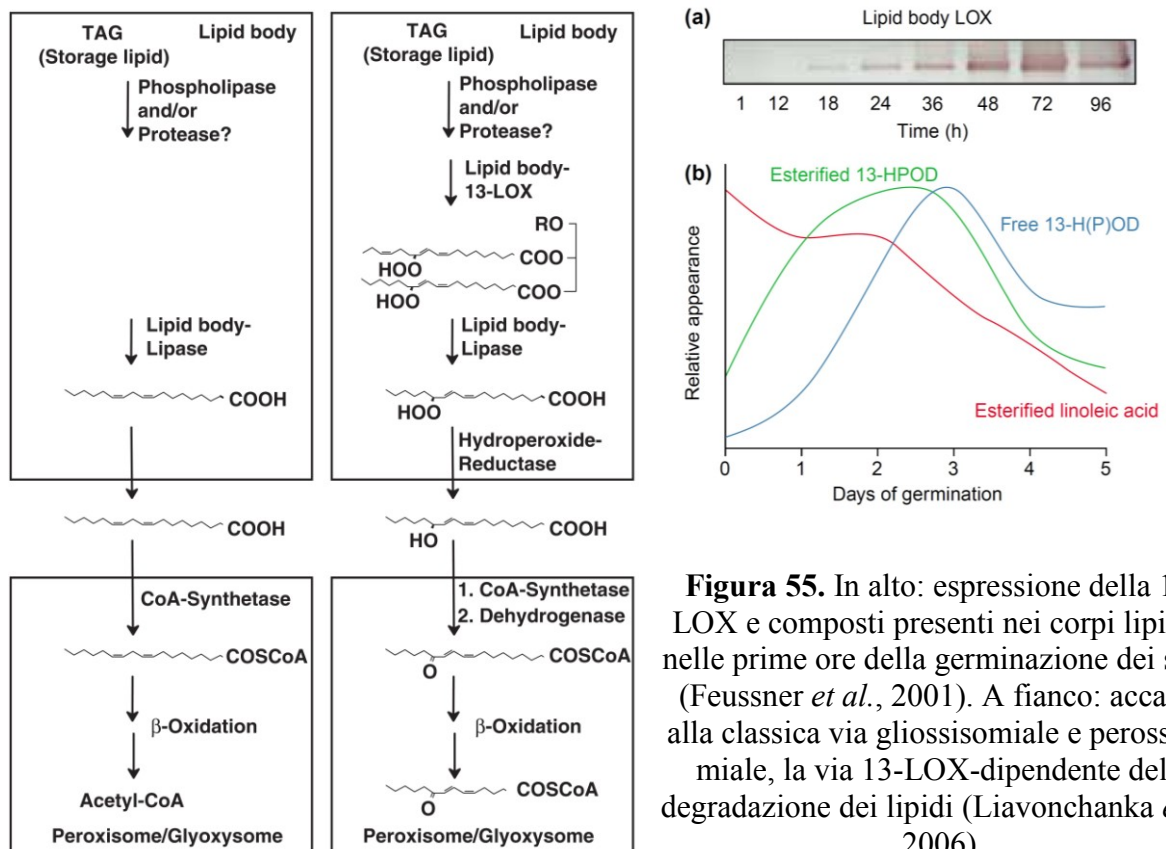 TAG
(Storage lipid)
Lipid body
Phospholipase
and/or
Protease?
Lipid body-
Lipase
COOH
COOH
CoA-Synthetase
COSCoA
β-Oxidation
Acetyl-CoA
Peroxisome/Glyoxysome
TAG
(Storage lipid)
Lipid body
Phospholipase
and/or
Protease?
Lipid body-
13-LOX
RO
COO
HOO
COO
HOO
Lipid body-
Lipase
COOH
HOO
Hydroperoxide-
Reductase
COOH
HO
1. CoA-Synthetase
2. Dehydrogenase
COSCoA
O
β-Oxidation
COSCoA
O
Peroxisome/Glyoxysome
(a)
Lipid body LOX
1 12 18 24 36 48 72 96
Time (h)
(b)
Esterified 13-HPOD
Free 13-H(P)OD
Esterified linoleic acid
Relative appearance
0 1 2 3 4 5
Days of germination
Figura 55. In alto: espressione della
LOX e composti presenti nei corpi
nelle prime ore della germinazione dei
(Feussner et al., 2001). A fianco:
alla classica via gliossisomiale e
miale, la via 13-LOX-dipendente
degradazione dei lipidi (Liavonchanka
2006)